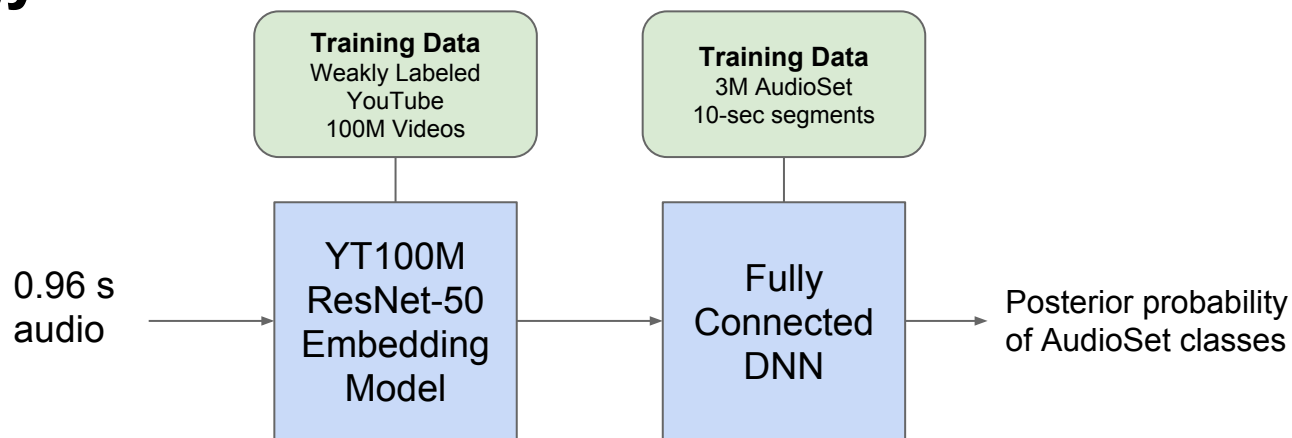 Training Data
Weakly Labeled
YouTube
100M Videos
Training Data
3M AudioSet
10-sec segments
0.96 s
audio
YT100M
ResNet-50
Embedding
Model
Fully
Connected
DNN
Posterior probability
of AudioSet classes